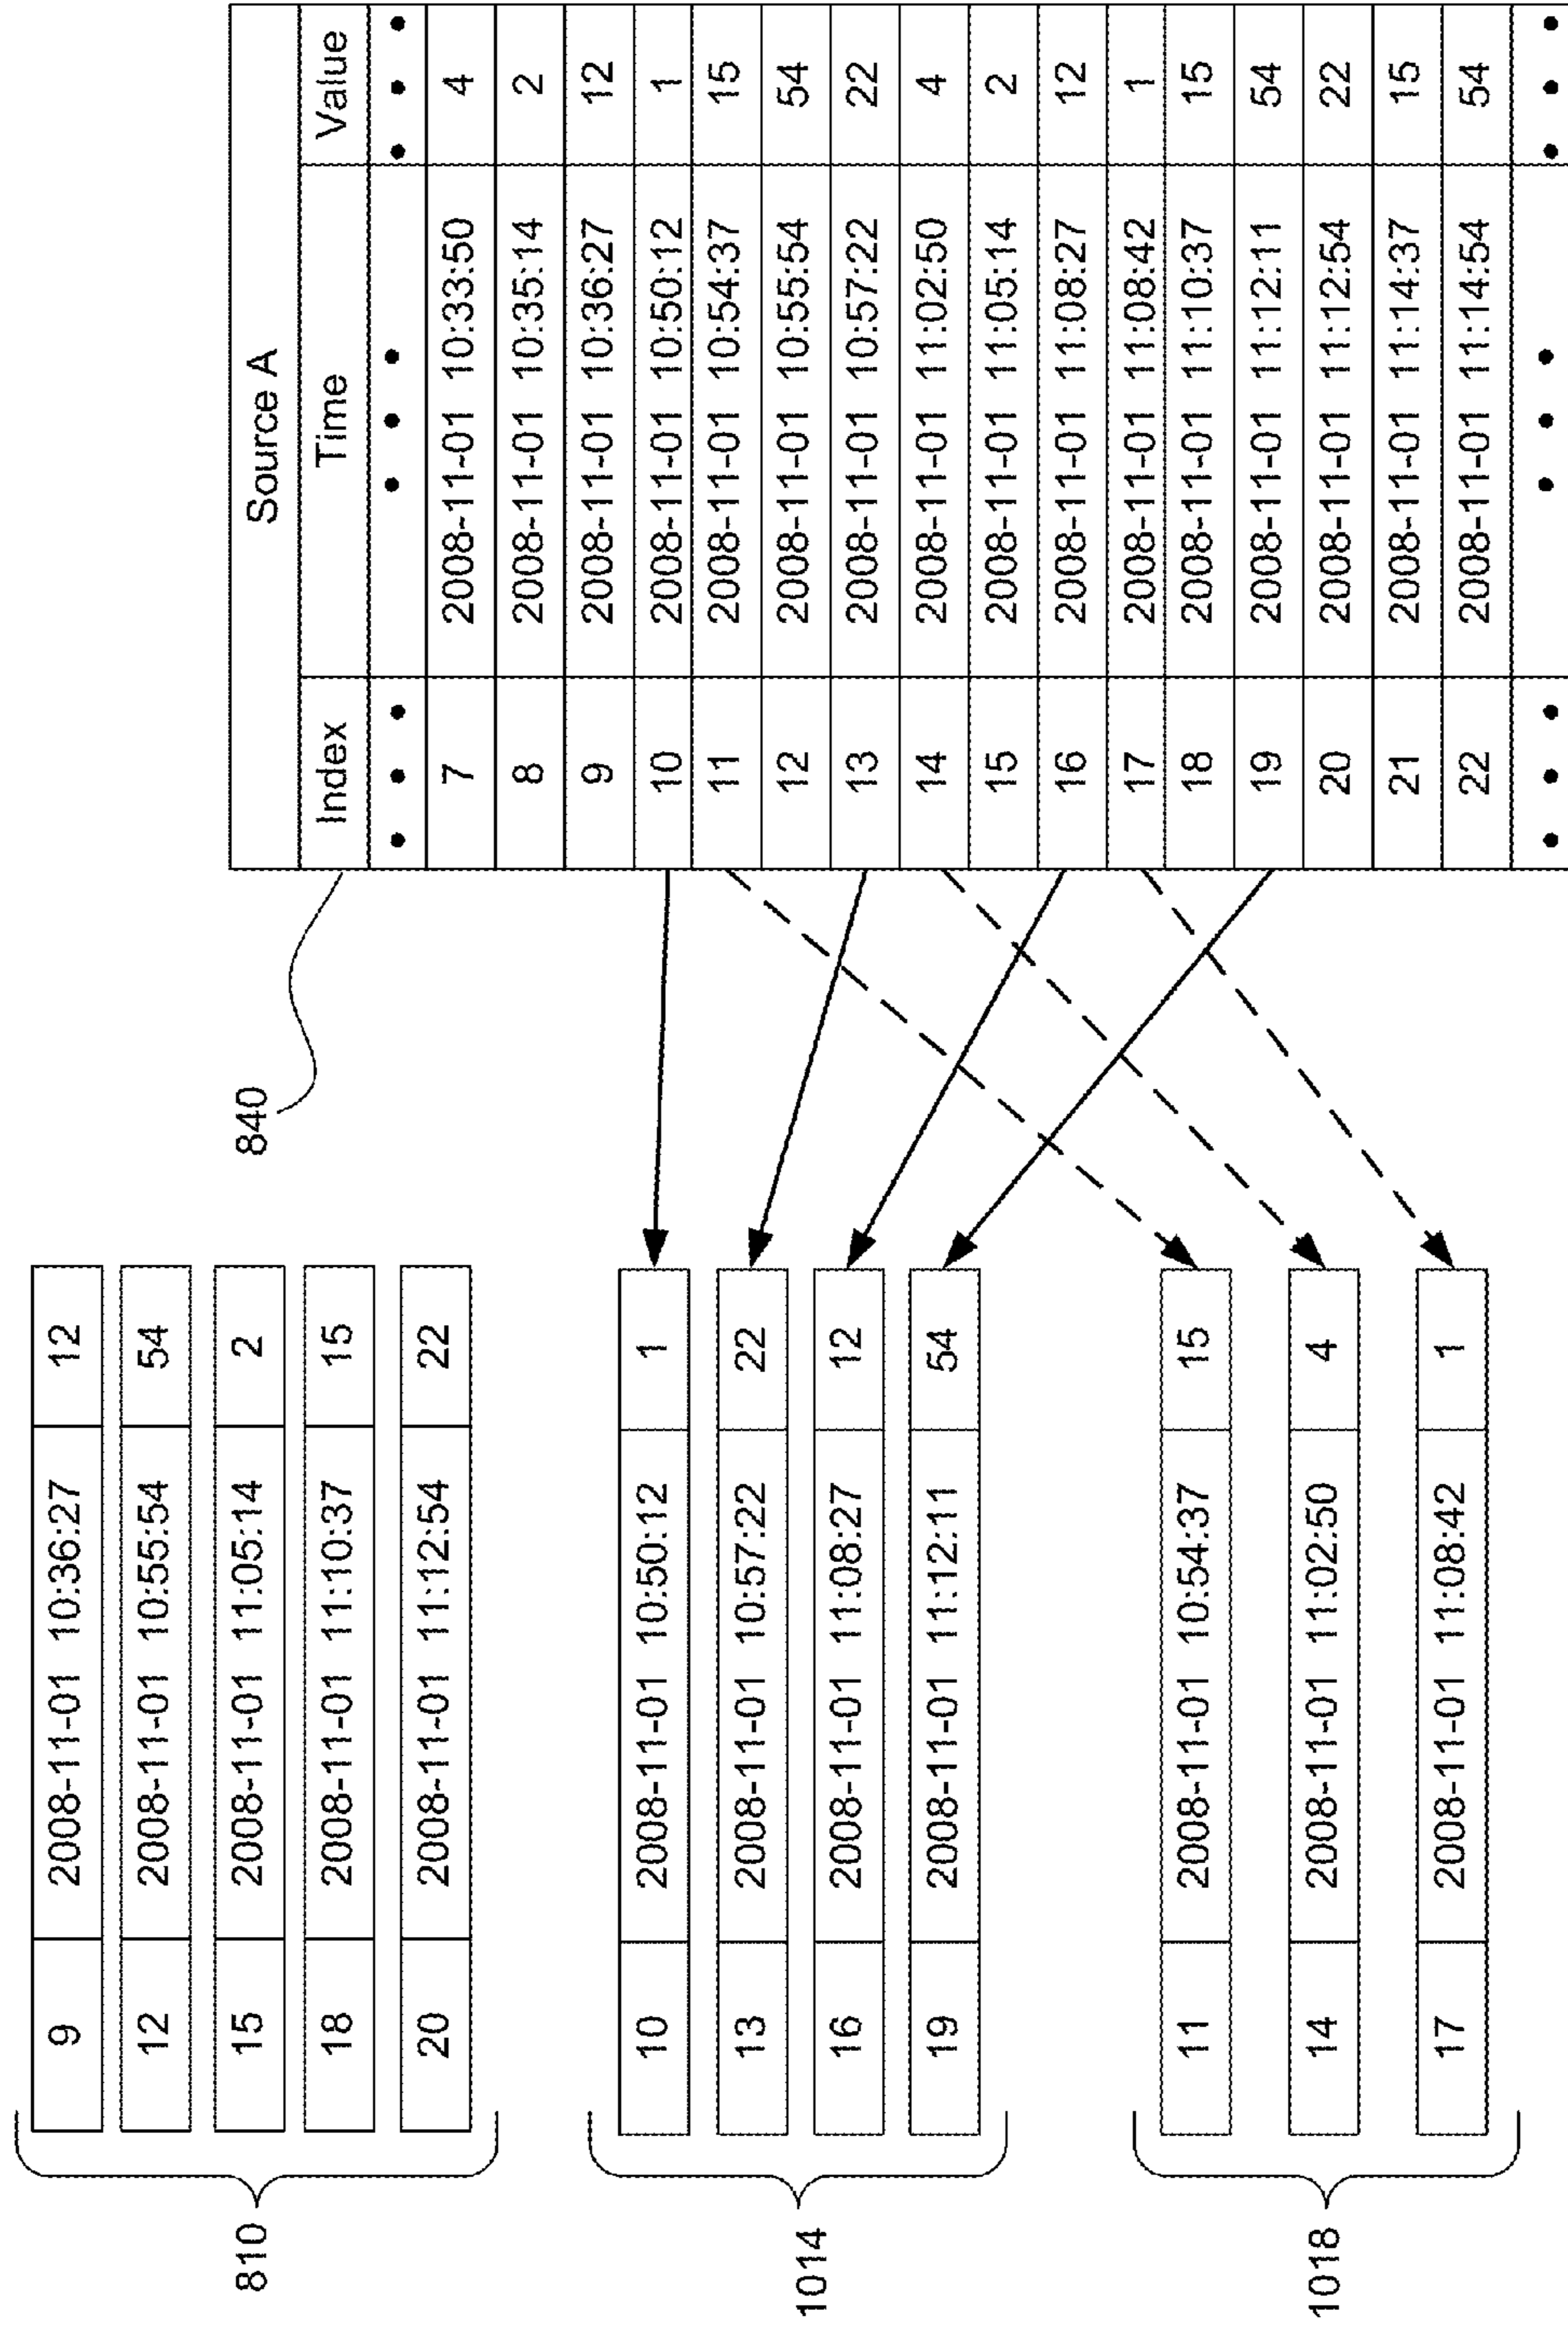 810
9 2008-11-01 10:36:27 12
12 2008-11-01 10:55:54 54
15 2008-11-01 11:05:14 2
18 2008-11-01 11:10:37 15
20 2008-11-01 11:12:54 22
1014
10 2008-11-01 10:50:12 1
13 2008-11-01 10:57:22 22
16 2008-11-01 11:08:27 12
19 2008-11-01 11:12:11 54
1018
11 2008-11-01 10:54:37 15
14 2008-11-01 11:02:50 4
17 2008-11-01 11:08:42 1
840
Source A
Index Time Value
7 2008-11-01 10:33:50 4
8 2008-11-01 10:35:14 2
9 2008-11-01 10:36:27 12
10 2008-11-01 10:50:12 1
11 2008-11-01 10:54:37 15
12 2008-11-01 10:55:54 54
13 2008-11-01 10:57:22 22
14 2008-11-01 11:02:50 4
15 2008-11-01 11:05:14 2
16 2008-11-01 11:08:27 12
17 2008-11-01 11:08:42 1
18 2008-11-01 11:10:37 15
19 2008-11-01 11:12:11 54
20 2008-11-01 11:12:54 22
21 2008-11-01 11:14:37 15
22 2008-11-01 11:14:54 54